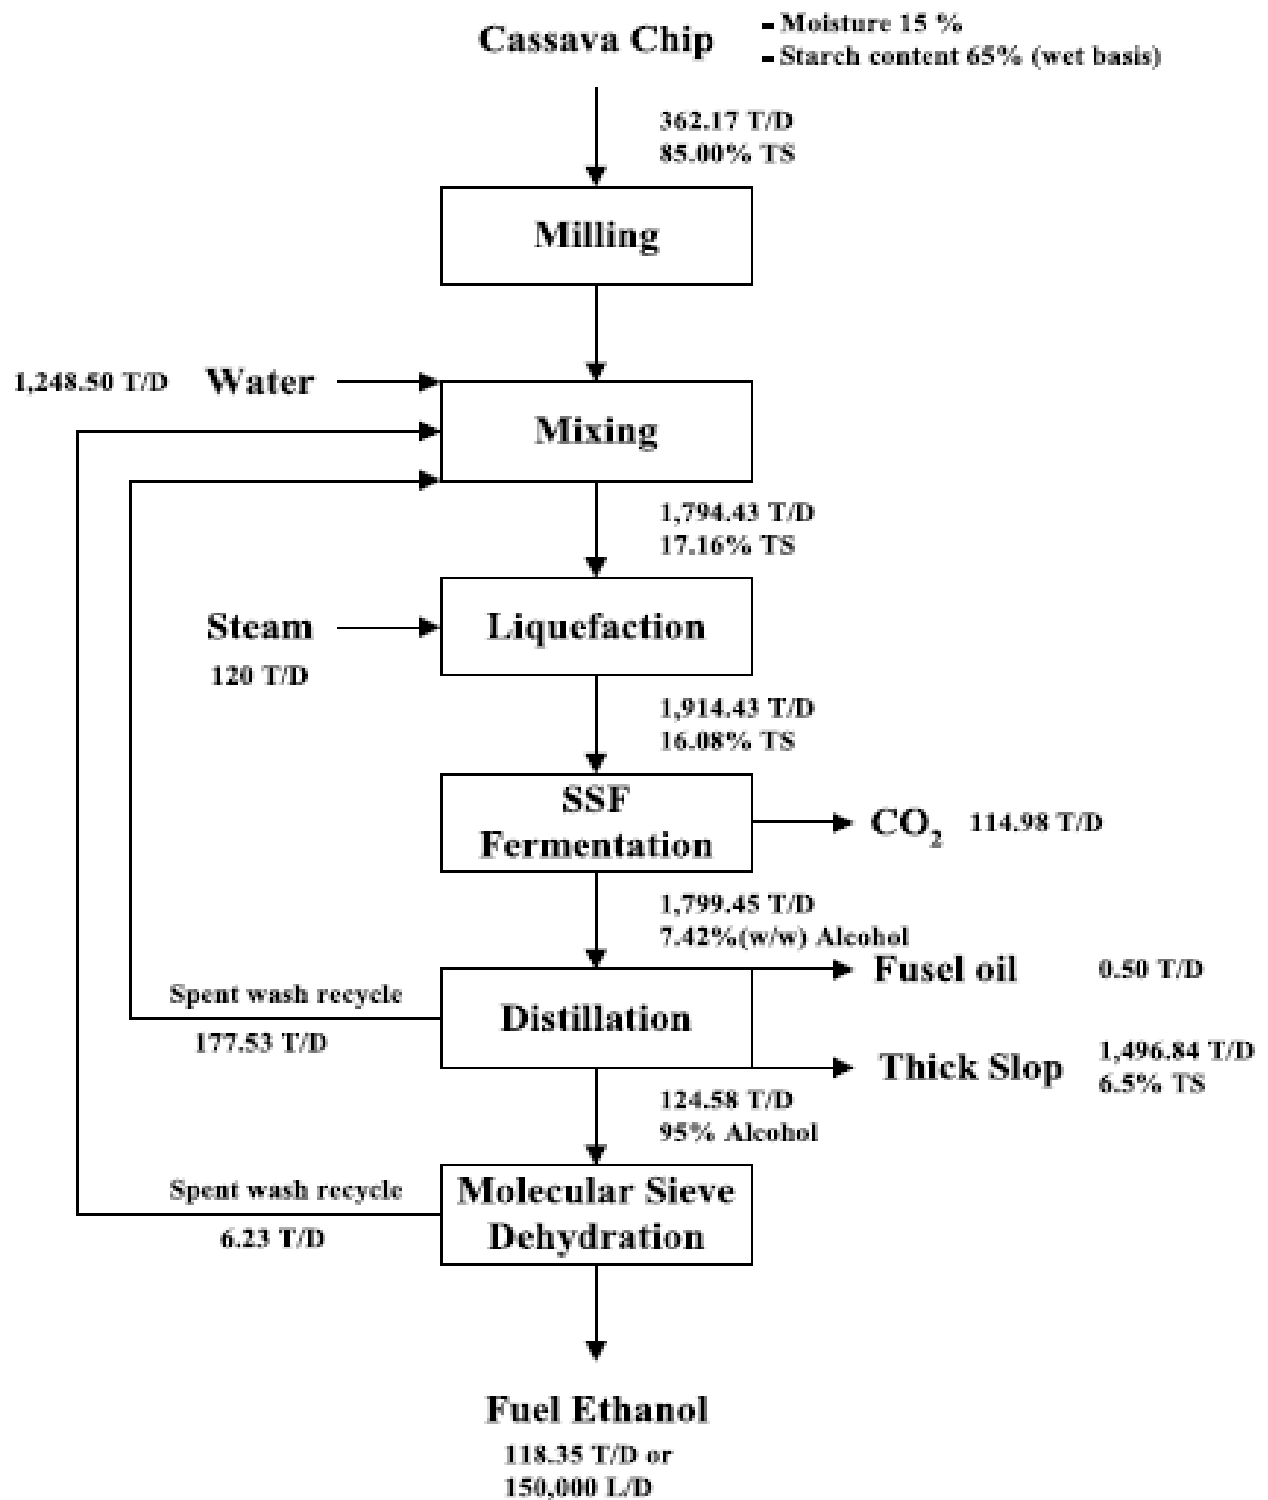 Cassava Chip
- Moisture 15 %
- Starch content 65% (wet basis)
362.17 T/D
85.00% TS
Milling
1,248.50 T/D Water
Mixing
1,794.43 T/D
17.16% TS
Steam
120 T/D
Liquefaction
1,914.43 T/D
16.08% TS
SSF
Fermentation
CO2 114.98 T/D
1,799.45 T/D
7.42%(w/w) Alcohol
Fusel oil 0.50 T/D
Spent wash recycle
177.53 T/D
Distillation
Thick Slop
1,496.84 T/D
6.5% TS
124.58 T/D
95% Alcohol
Spent wash recycle
6.23 T/D
Molecular Sieve
Dehydration
Fuel Ethanol
118.35 T/D or
150,000 L/D